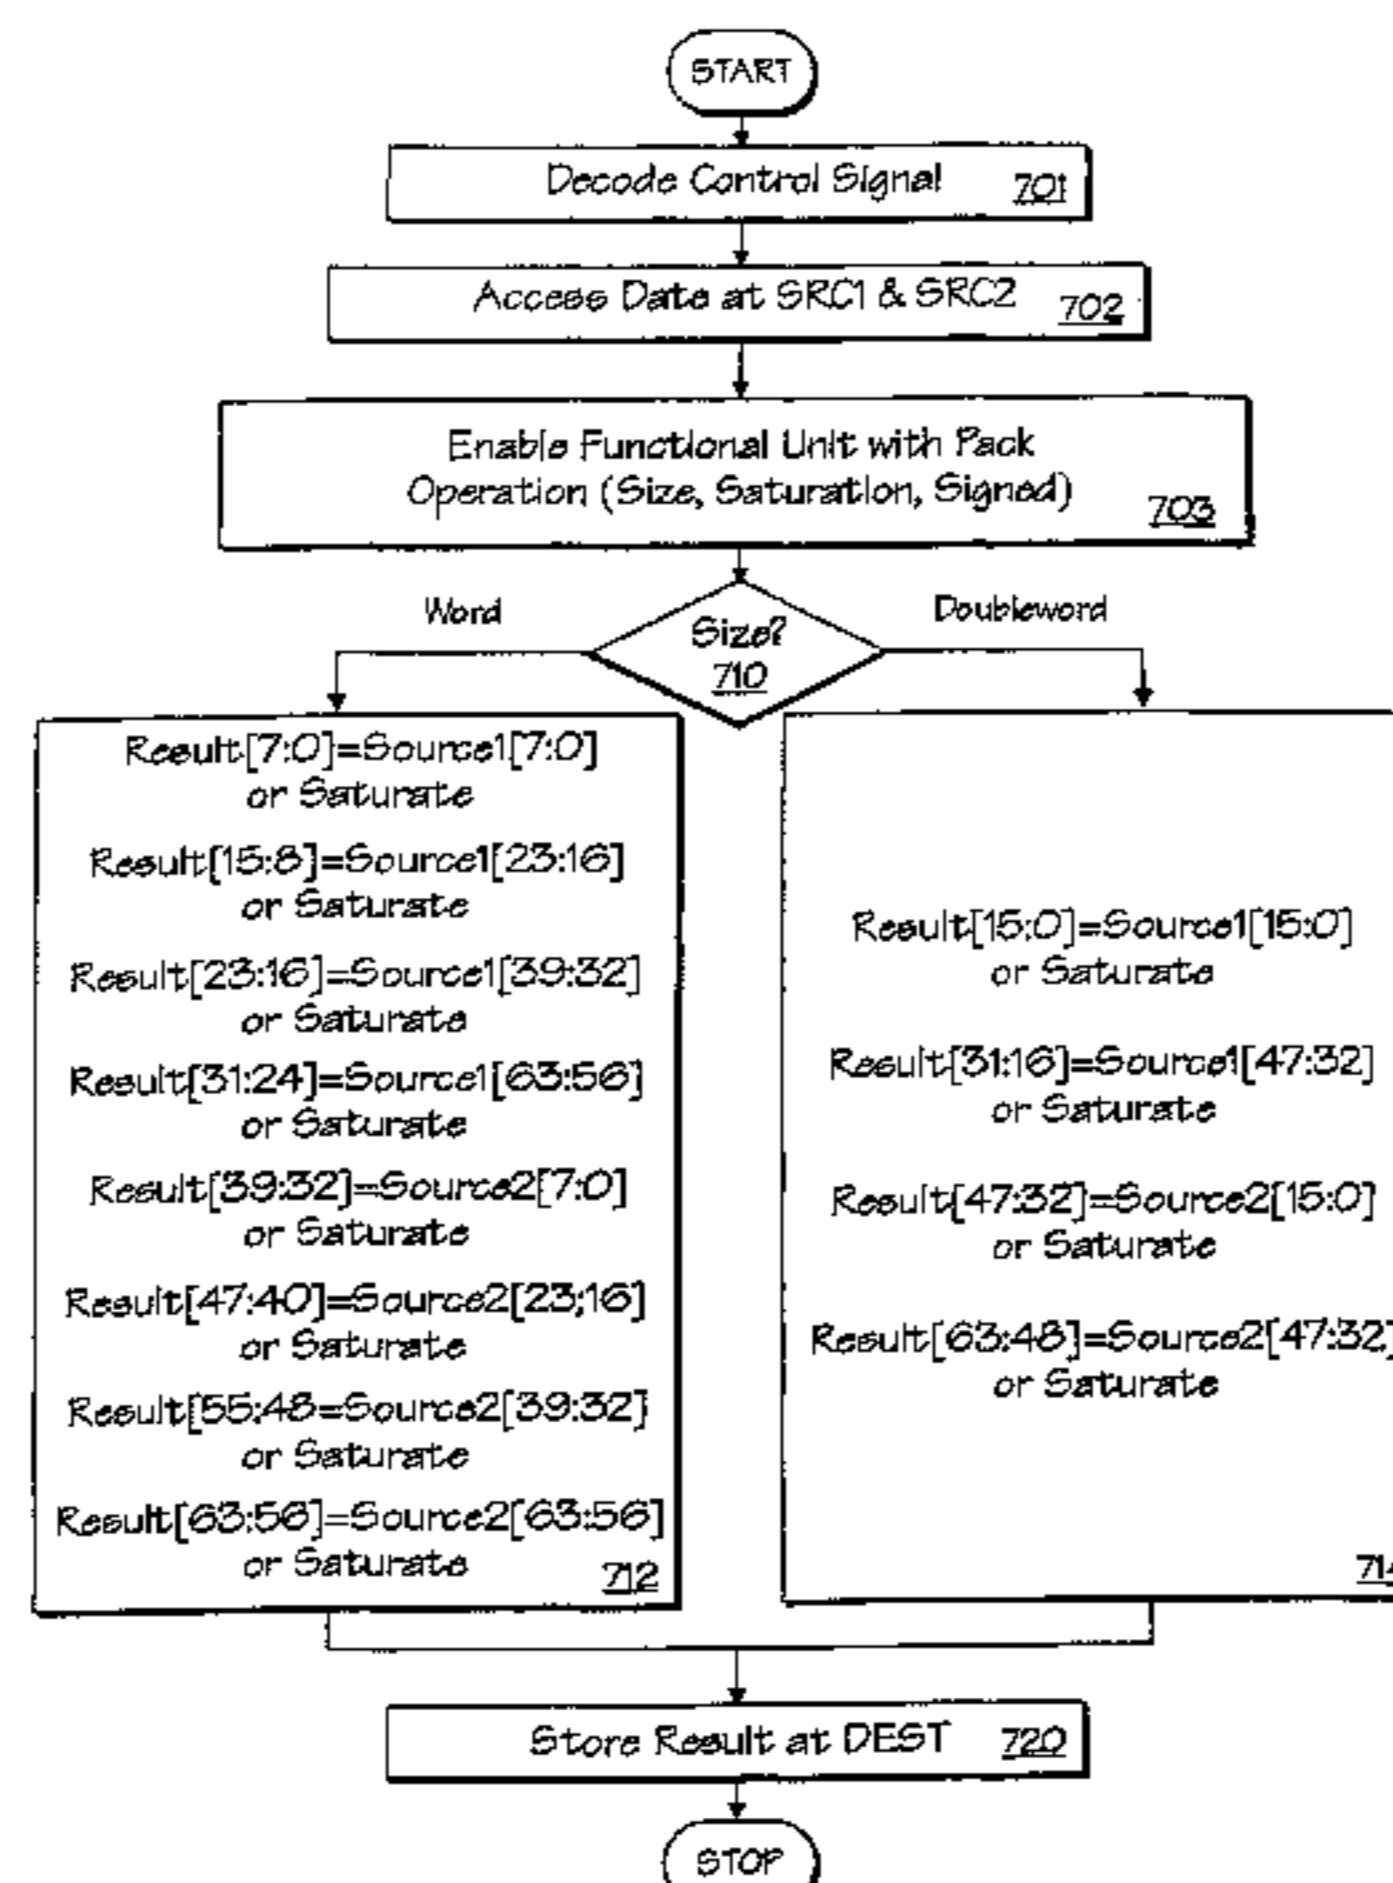 START
Decode Control Signal 701
Access Date at SRC1 & SRC2 702
Enable Functional Unit with Pack
Operation (Size, Saturation, Signed) 703
Word
Size?
710
Doubleword
Result[7:0]=Source1[7:0]
or Saturate
Result[15:8]=Source1[23:16]
or Saturate
Result[23:16]=Source1[39:32]
or Saturate
Result[31:24]=Source1[63:56]
or Saturate
Result[39:32]=Source2[7:0]
or Saturate
Result[47:40]=Source2[23;16]
or Saturate
Result[55:48=Source2[39:32]
or Saturate
Result[63:56]=Source2[63:56]
or Saturate 712
Result[15:0]=Source1[15:0]
or Saturate
Result[31:16]=Source1[47:32]
or Saturate
Result[47:32]=Source2[15:0]
or Saturate
Result[63:48]=Source2[47:32]
or Saturate
714
Store Result at DEST 720
STOP